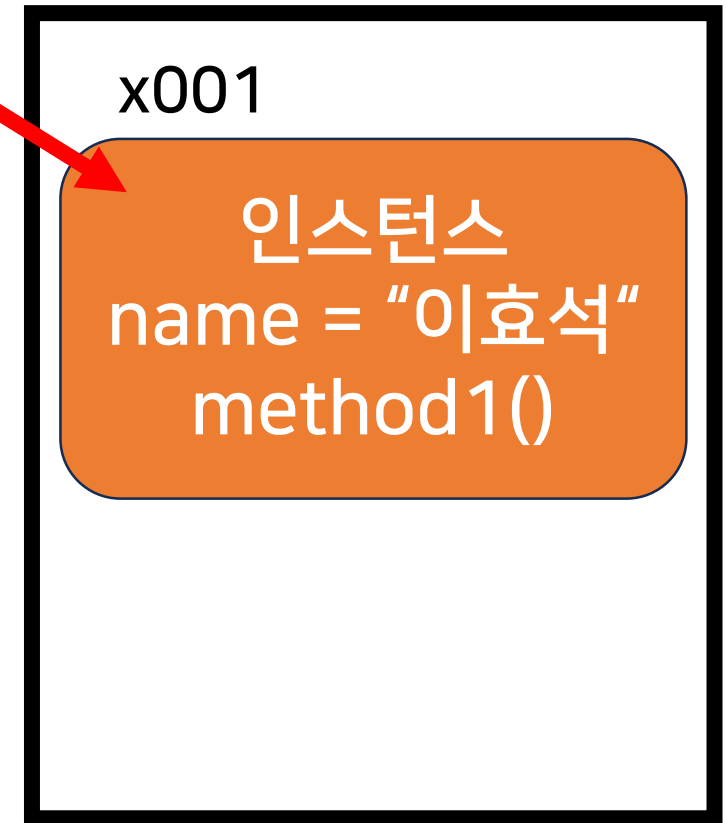 x001
인스턴스
name = “이효석“
method1()